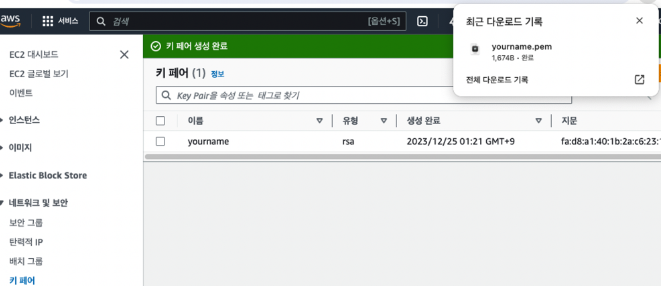 aws 서비스 검색 [옵션+S]
최근 다운로드 기록
yourname.pem
1,674B • 완료
전체 다운로드 기록
EC2 대시보드
EC2 글로벌 보기
이벤트
인스턴스
이미지
Elastic Block Store
네트워크 및 보안
보안 그룹
탄력적 IP
배치 그룹
키 페어
키 페어 생성 완료
키 페어 (1) 정보
Key Pair을 속성 또는 태그로 찾기
이름 유형 생성 완료 지문
yourname rsa 2023/12/25 01:21 GMT+9 fa:d8:a1:40:1b:2a:c6:23: